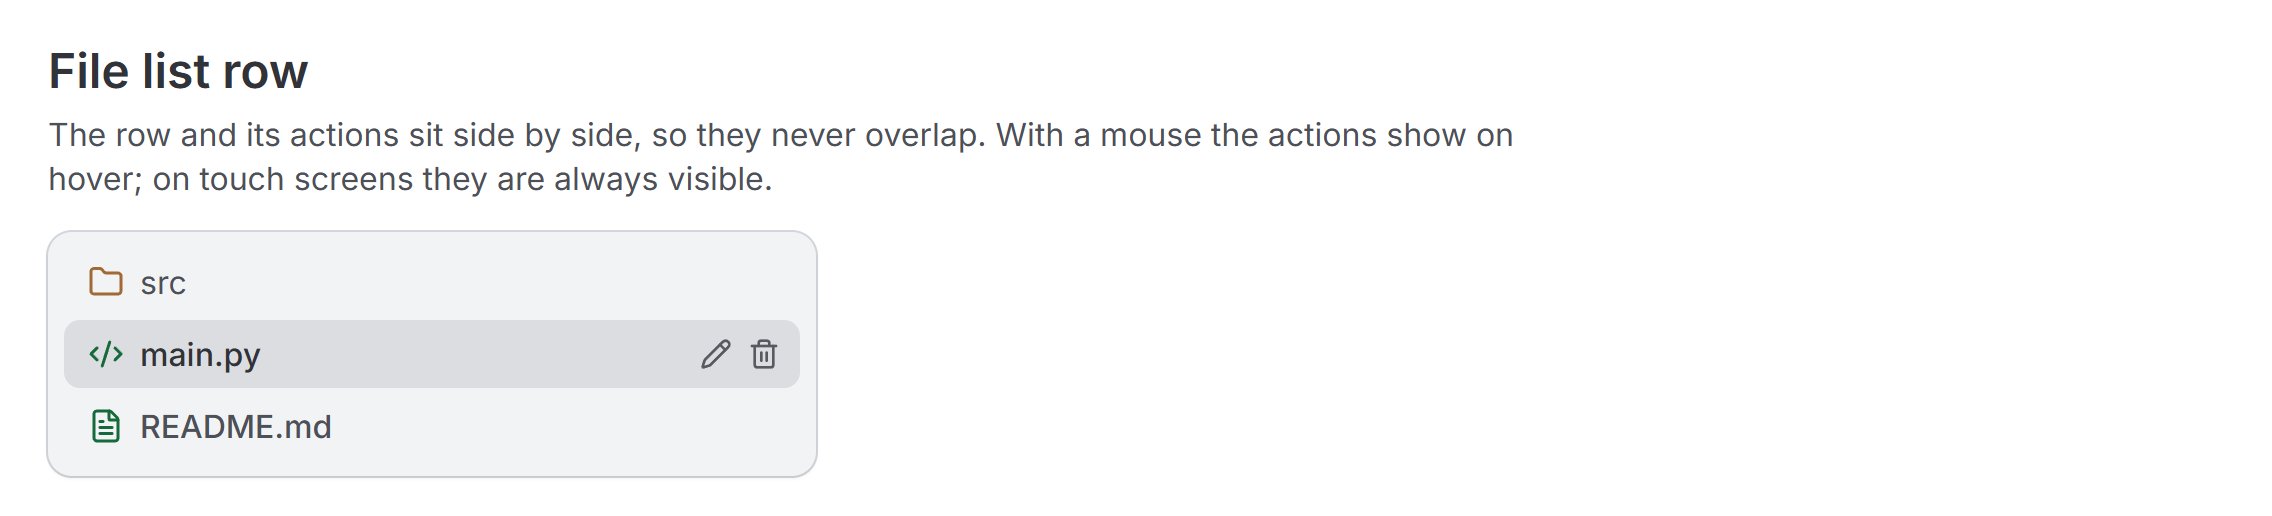 File list row
The row and its actions sit side by side, so they never overlap. With a mouse the actions show on
hover; on touch screens they are always visible.
src
main.py
README.md